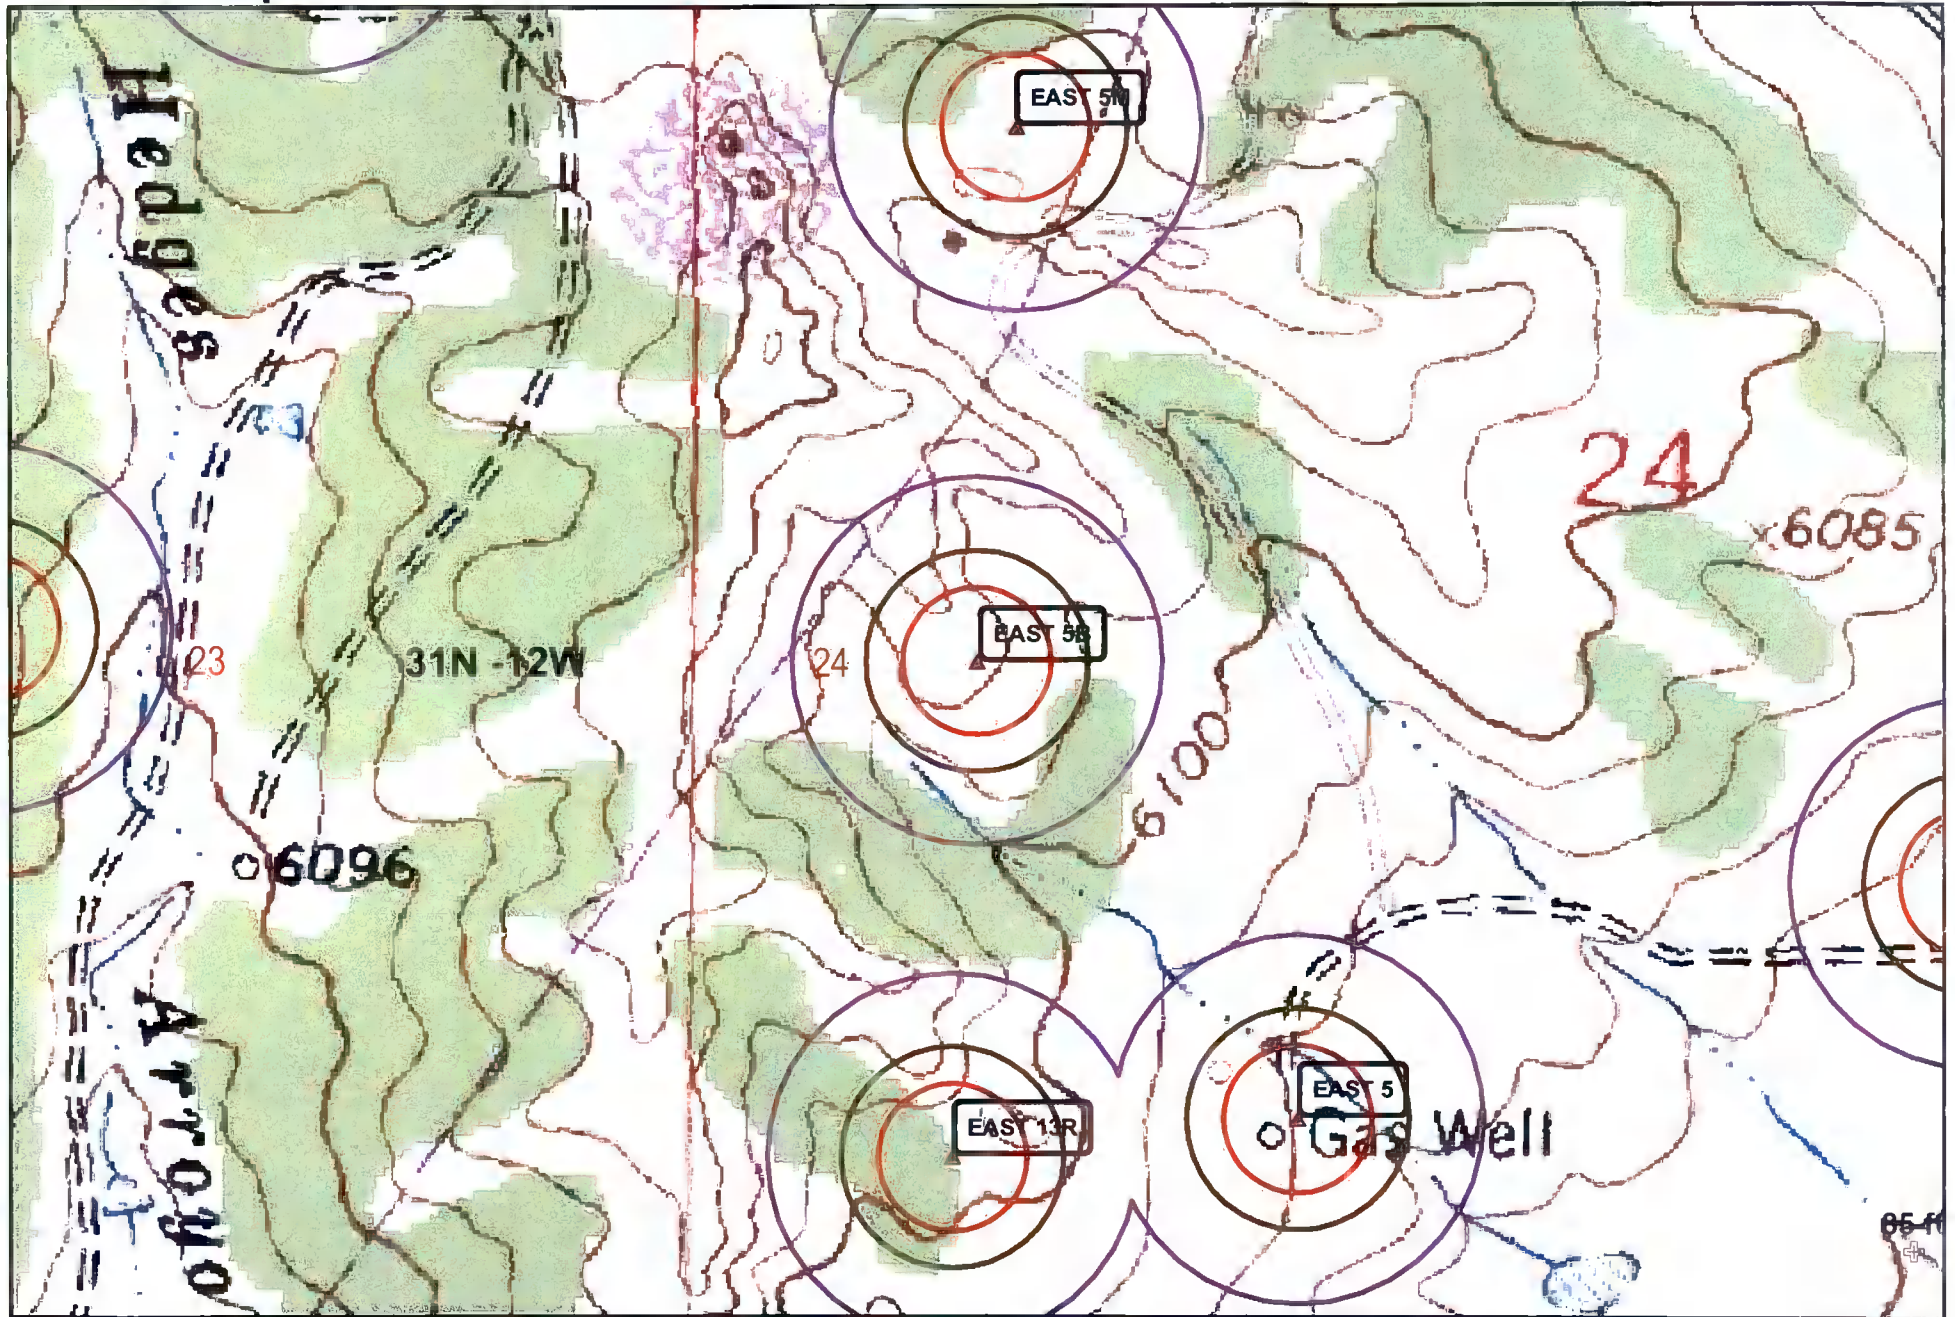 Hedges
EAST 5M
24
x6085
EAST 5B
23
31N -12W
24
6100
6096
Arroyo
EAST 13R
EAST 5
Gas Well